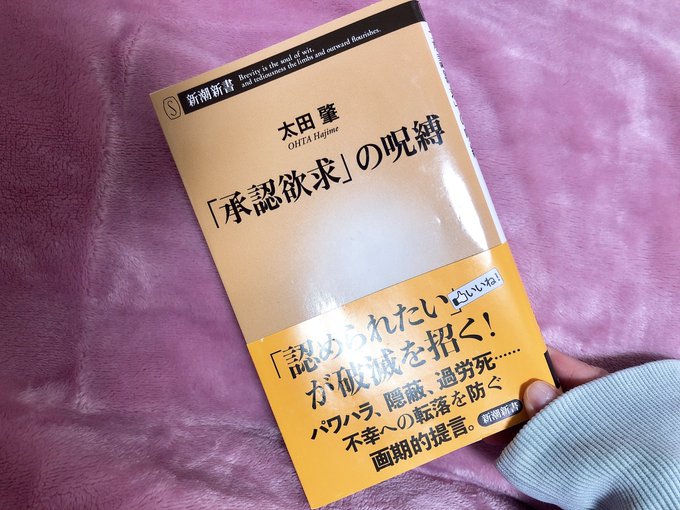 新潮新書
Brevity is the soul of wit,
and tediousness the limbs and outward flourishes.
太田 肇
OHTA Hajime
「承認欲求」の呪縛
「認められたい」
いいね!
が破滅を招く!
パワハラ、隠蔽、過労死……
不幸への転落を防ぐ
画期的提言。
新潮新書